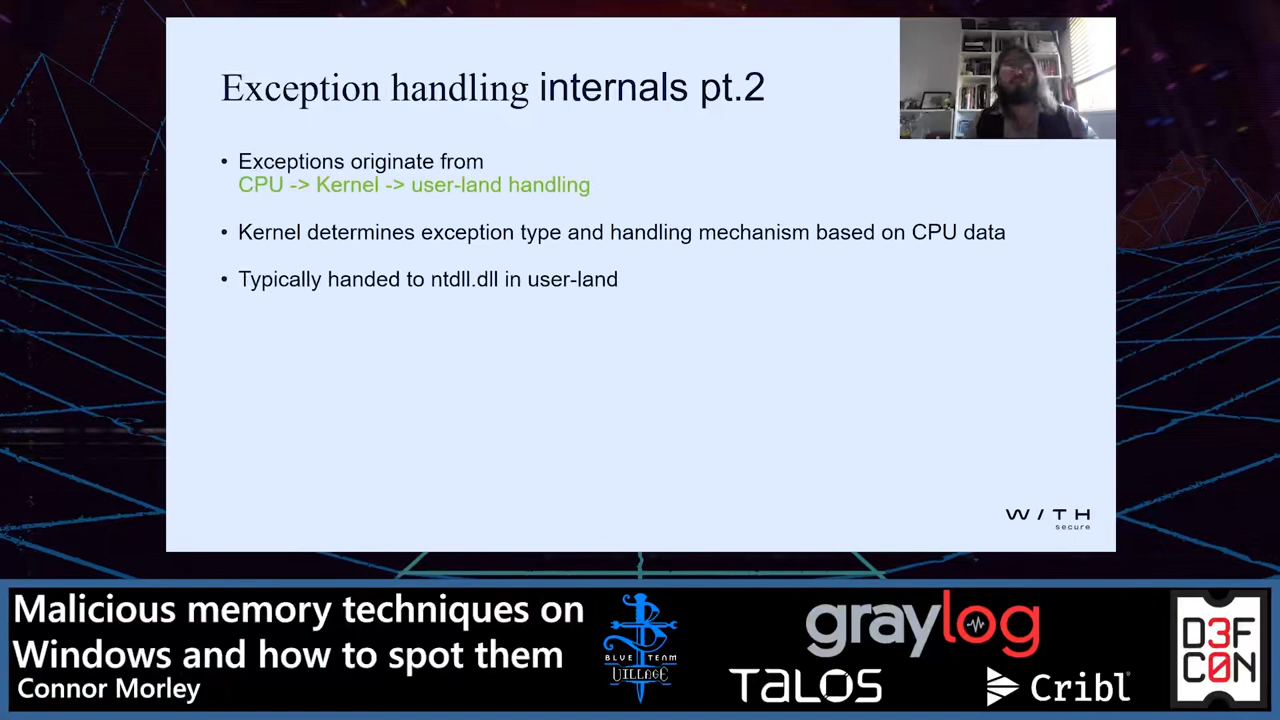 Exception handling internals pt.2
• Exceptions originate from
CPU -> Kernel -> user-land handling
• Kernel determines exception type and handling mechanism based on CPU data
• Typically handed to ntdll.dll in user-land
W/TH
secure
Malicious memory techniques on
Windows and how to spot them
Connor Morley
BLUE TEAM
VILLAGE
graylog
TALOS
Cribl
D3F
C0N